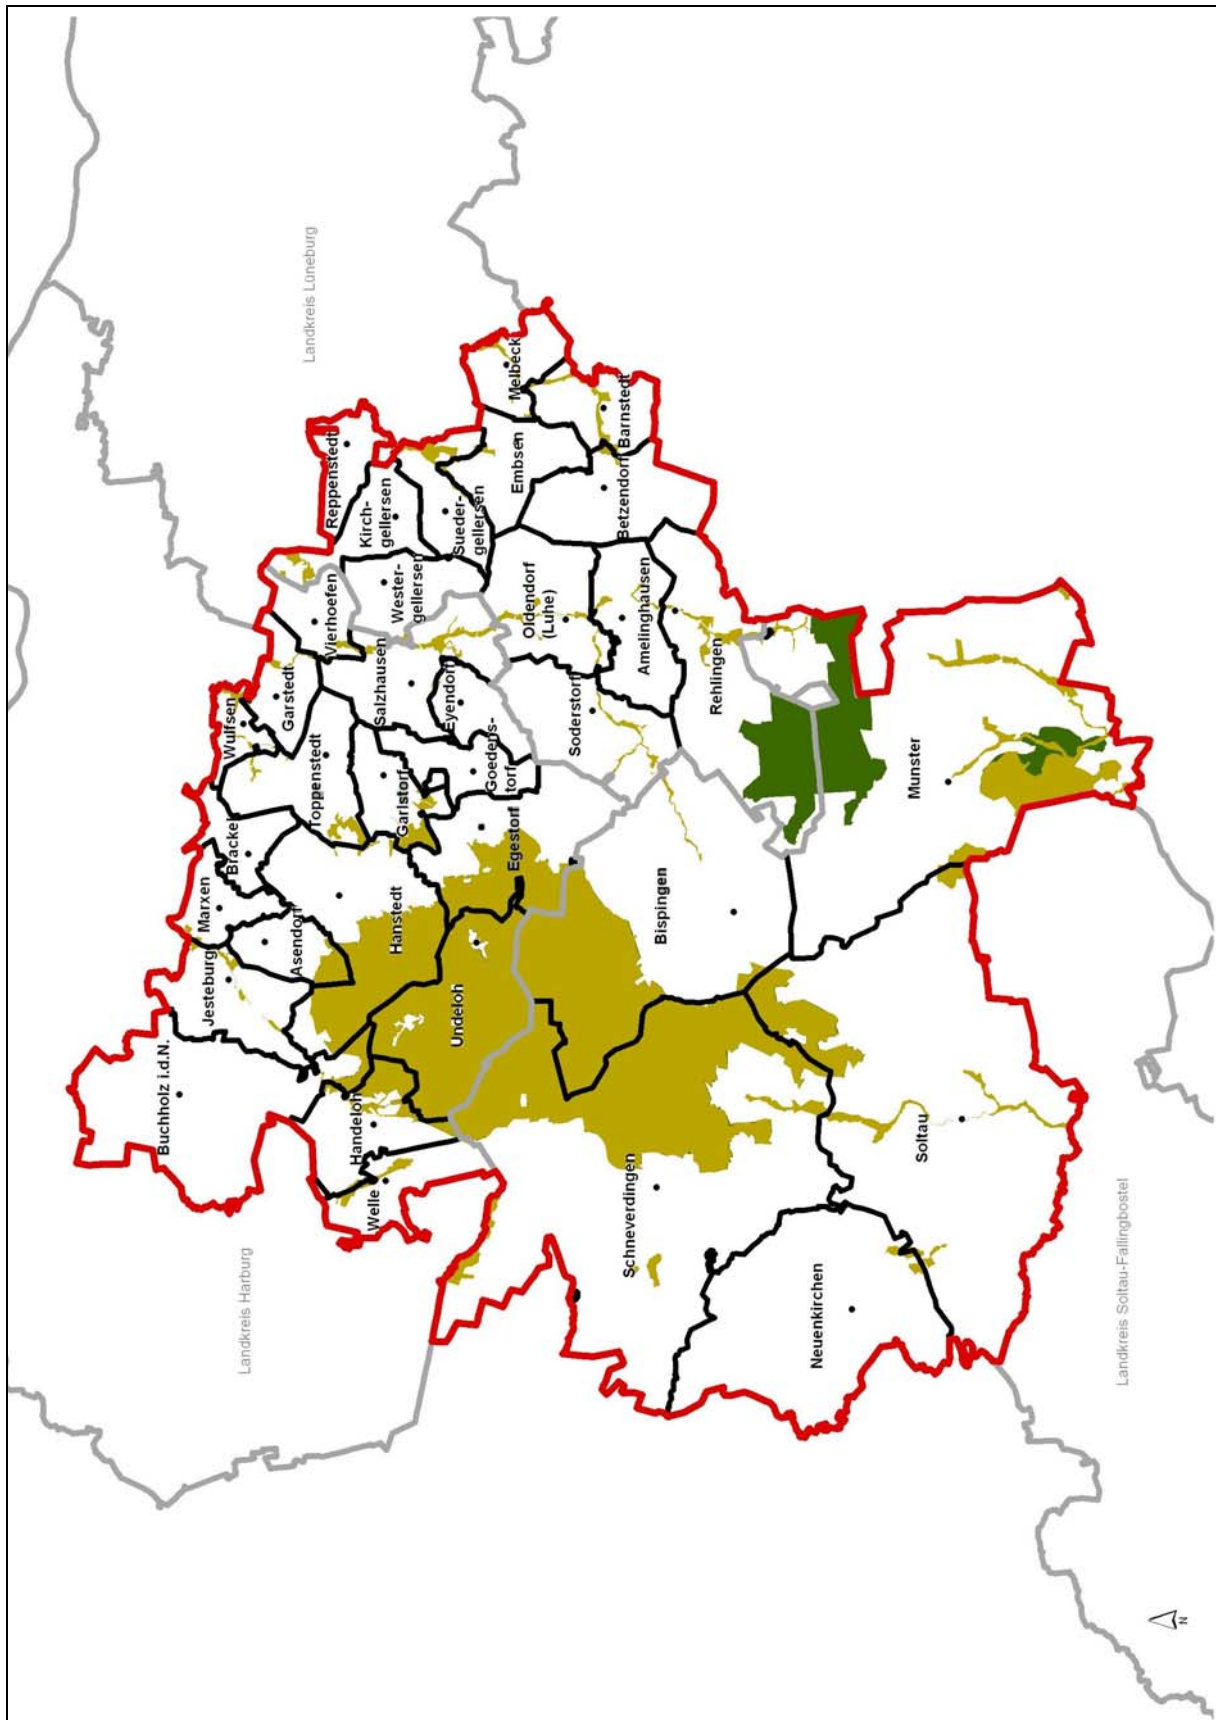 Landkreis Lüneburg
Landkreis Harburg
Landkreis Soltau-Fallingbostel
Buchholz i.d.N.
Jesteburg
Marxen
Brackel
Wulfsen
Garstedt
Vierhoefen
Reppenstedt
Kirch-
gellersen
Wester-
gellersen
Sueder-
gellersen
Embsen
Melbeck
Barnstedt
Betzendorf
Oldendorf
(Luhe)
Amelinghausen
Rehlingen
Soderstorf
Salzhausen
Eyendorf
Goedens-
torf
Garlstorf
Toppenstedt
Egestorf
Hanstedt
Asendorf
Undeloh
Handeloh
Welle
Bispingen
Schneverdingen
Neuenkirchen
Soltau
Munster
N